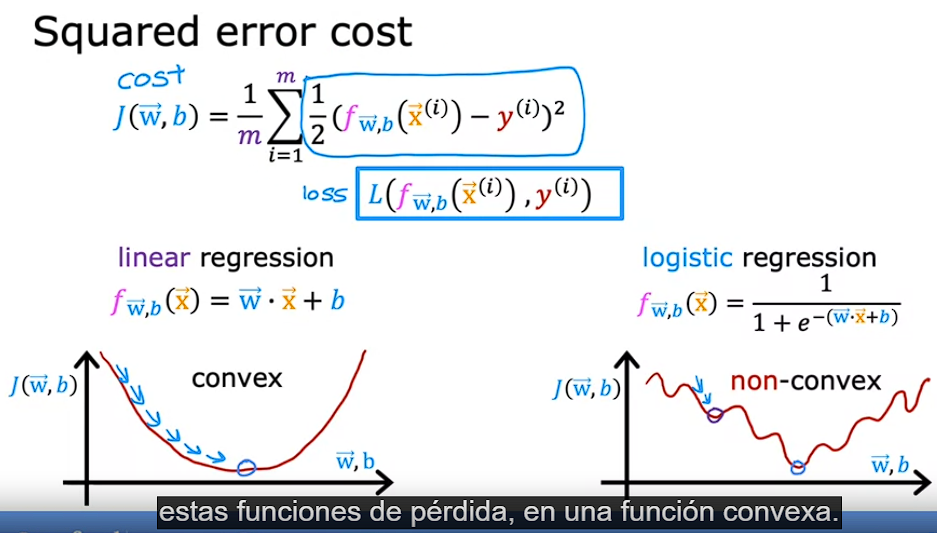 Squared error cost
cost
J(w⃗, b) = 1/m ∑_{i=1}^{m} 1/2 (f_{w⃗,b}(x⃗^{(i)}) − y^{(i)})²
loss L(f_{w⃗,b}(x⃗^{(i)}), y^{(i)})
linear regression
f_{w⃗,b}(x⃗) = w⃗ · x⃗ + b
logistic regression
f_{w⃗,b}(x⃗) = 1/(1 + e^{−(w⃗·x⃗+b)})
J(w⃗, b)
convex
w⃗, b
J(w⃗, b)
non-convex
w⃗, b
estas funciones de pérdida, en una función convexa.